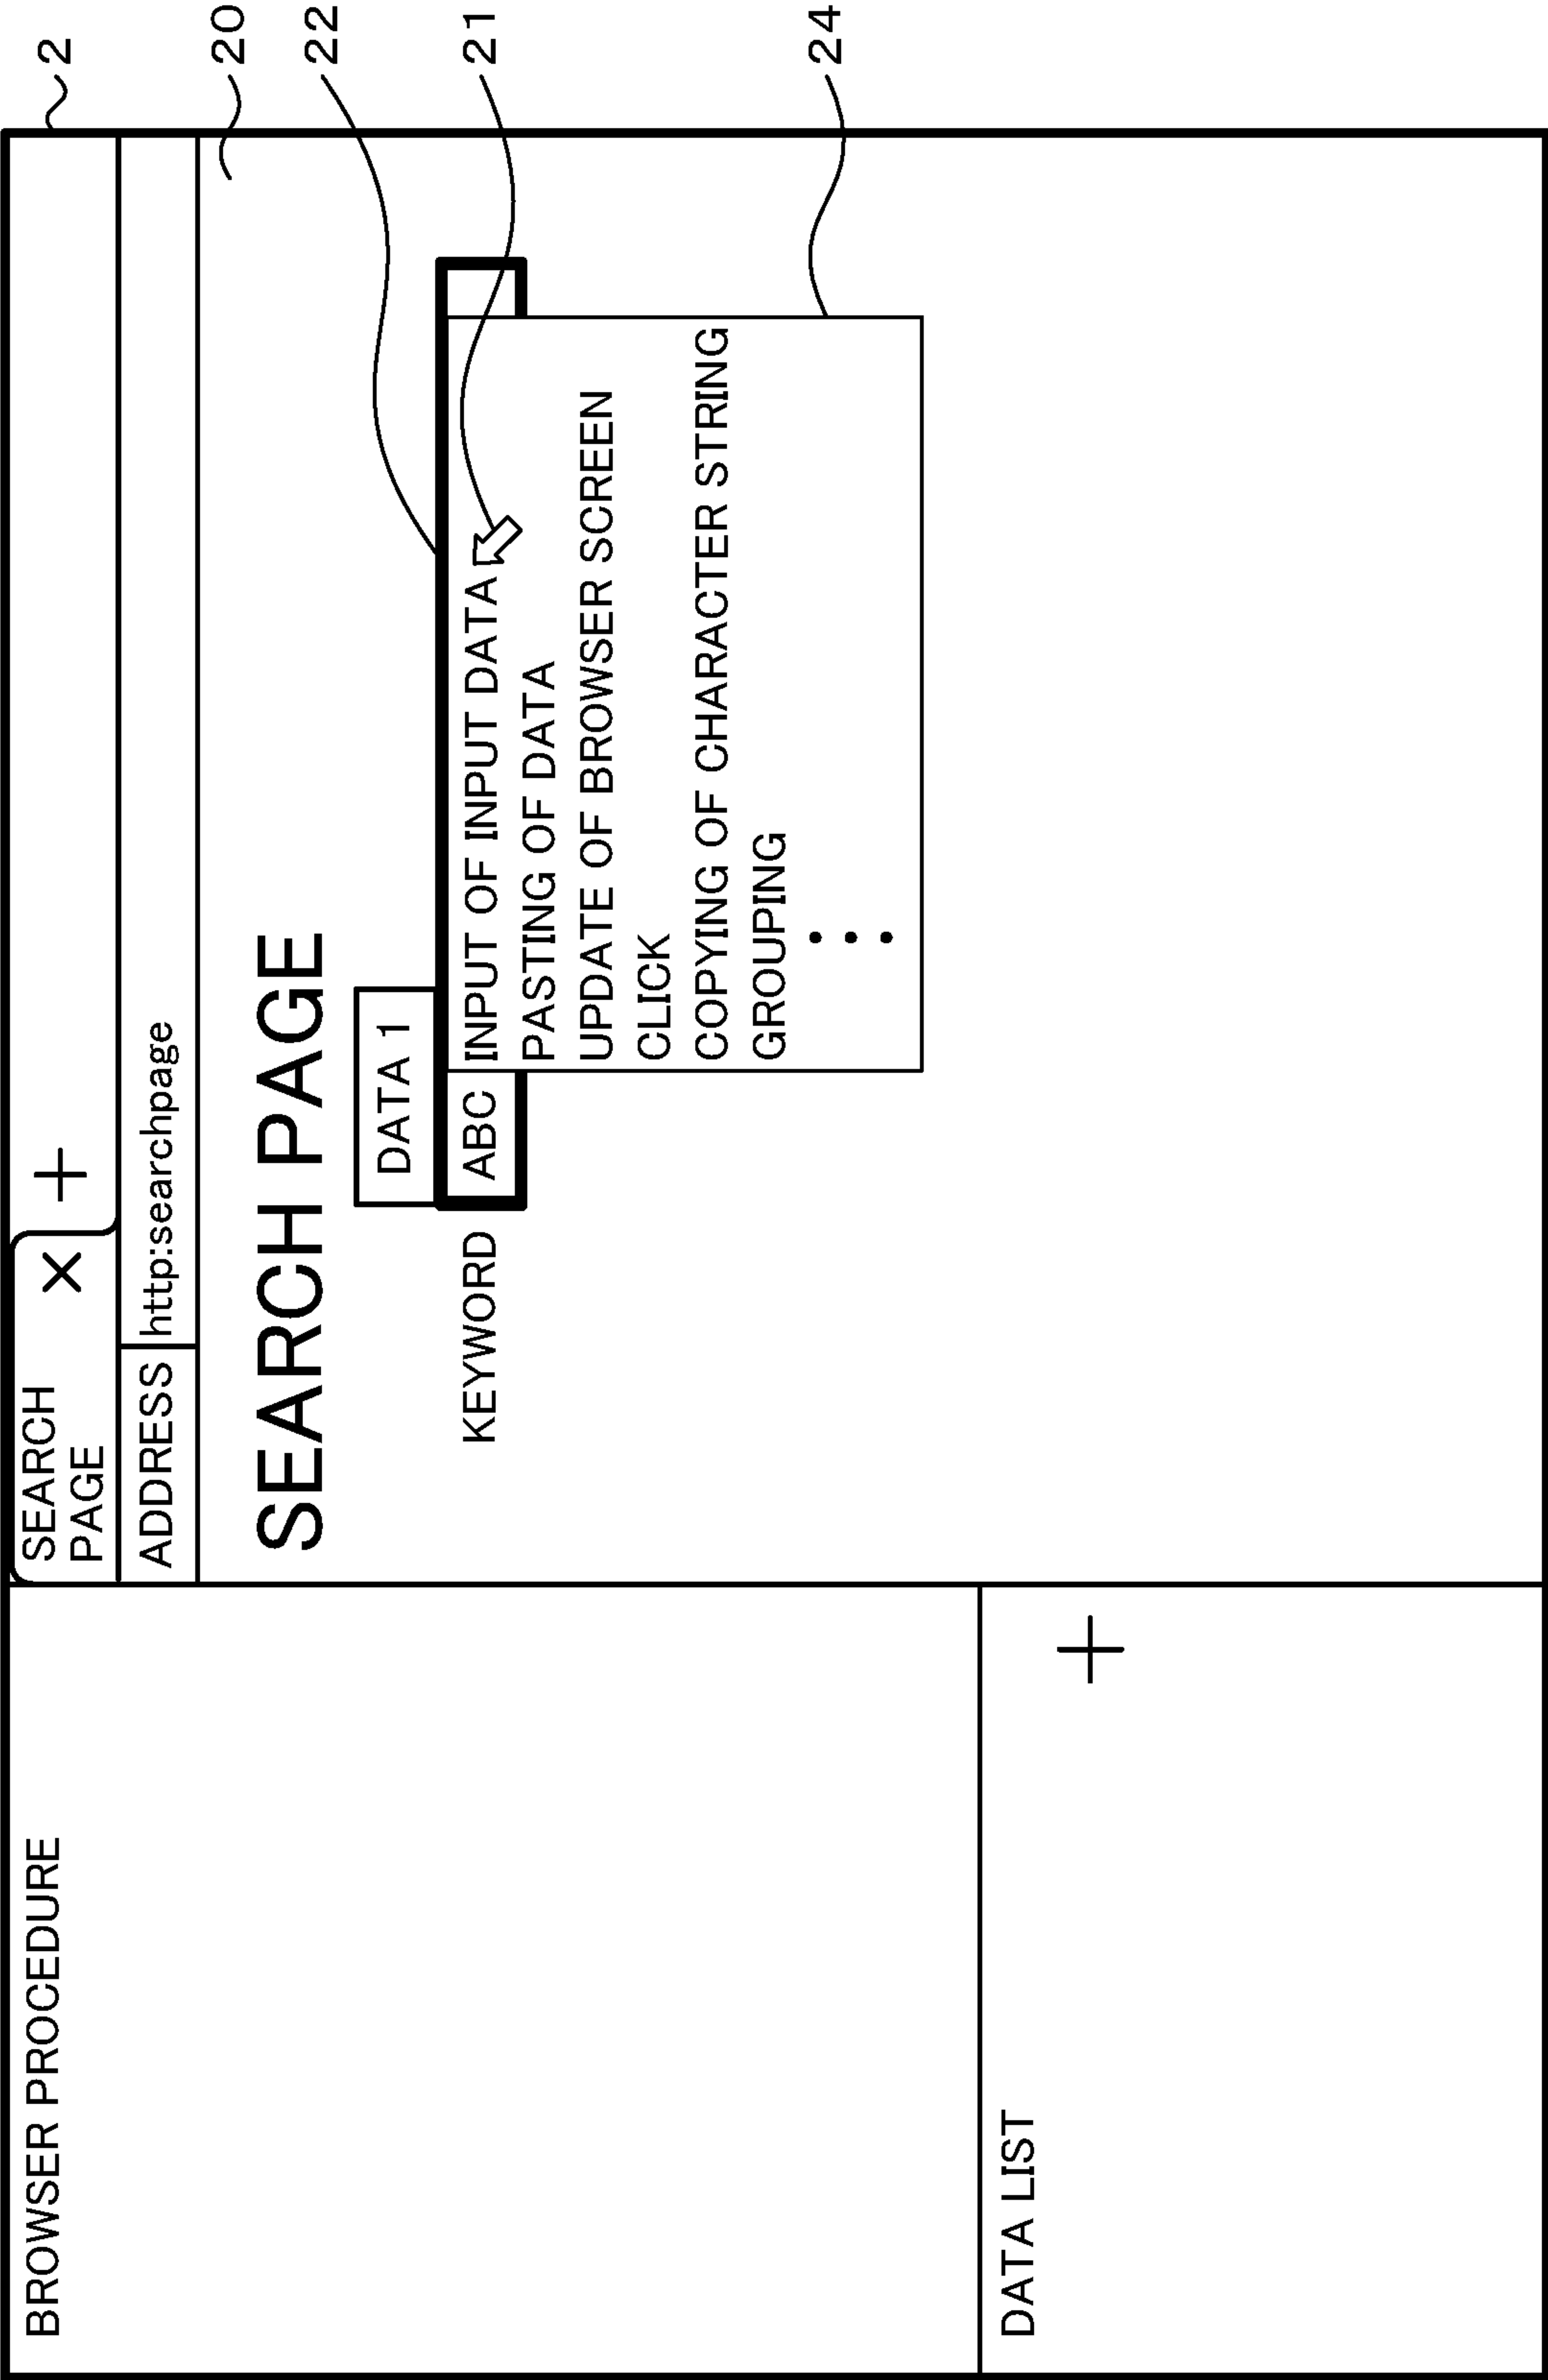 BROWSER PROCEDURE
DATA LIST
+
SEARCH
PAGE
×
+
ADDRESS
http:searchpage
SEARCH PAGE
DATA 1
KEYWORD
ABC
INPUT OF INPUT DATA
PASTING OF DATA
UPDATE OF BROWSER SCREEN
CLICK
COPYING OF CHARACTER STRING
GROUPING
2
20
22
21
24